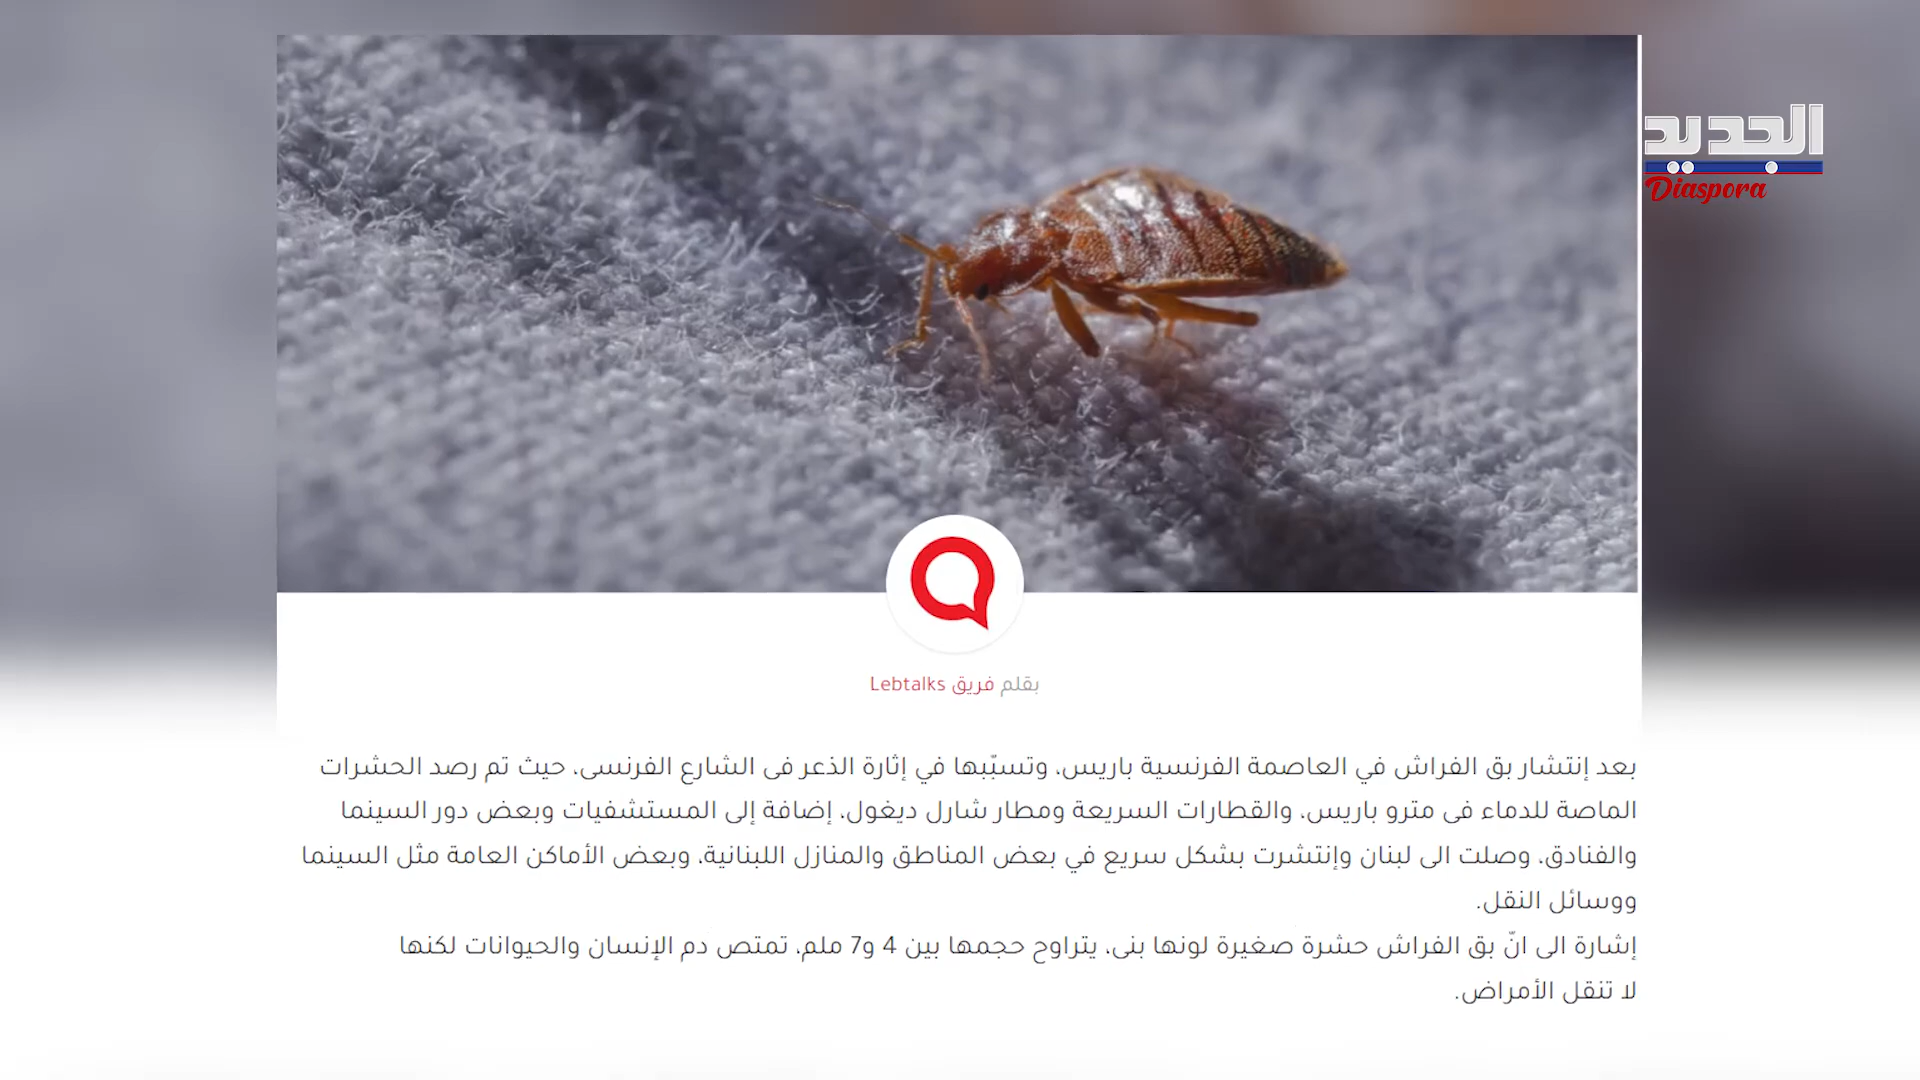 الجديد
Diaspora
بقلم فريق Lebtalks
بعد إنتشار بق الفراش في العاصمة الفرنسية باريس، وتسبّبها في إثارة الذعر فى الشارع الفرنسى، حيث تم رصد الحشرات
الماصة للدماء فى مترو باريس، والقطارات السريعة ومطار شارل ديغول، إضافة إلى المستشفيات وبعض دور السينما
والفنادق، وصلت الى لبنان وإنتشرت بشكل سريع في بعض المناطق والمنازل اللبنانية، وبعض الأماكن العامة مثل السينما
ووسائل النقل.
إشارة الى انّ بق الفراش حشرة صغيرة لونها بنى، يتراوح حجمها بين 4 و7 ملم، تمتص دم الإنسان والحيوانات لكنها
لا تنقل الأمراض.